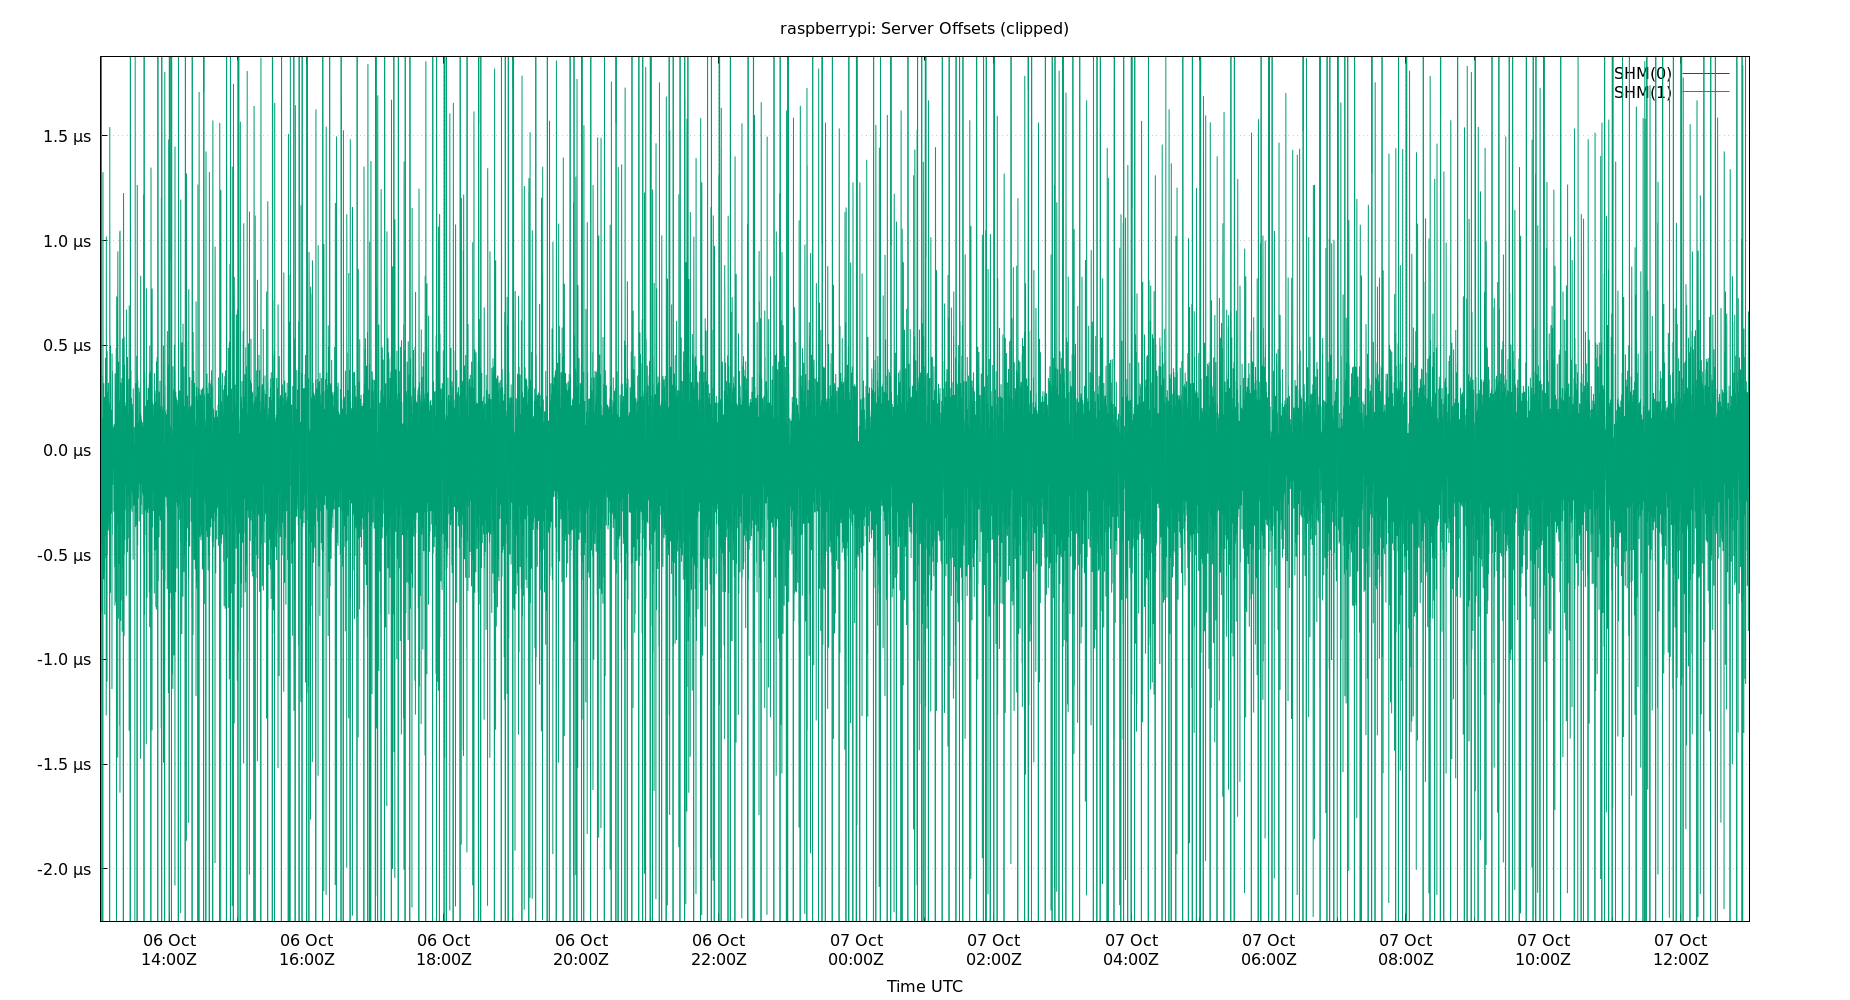 raspberrypi: Server Offsets (clipped)
SHM(0)
SHM(1)
1.5 µs
1.0 µs
0.5 µs
0.0 µs
-0.5 µs
-1.0 µs
-1.5 µs
-2.0 µs
06 Oct 06 Oct 06 Oct 06 Oct 06 Oct 07 Oct 07 Oct 07 Oct 07 Oct 07 Oct 07 Oct 07 Oct
14:00Z 16:00Z 18:00Z 20:00Z 22:00Z 00:00Z 02:00Z 04:00Z 06:00Z 08:00Z 10:00Z 12:00Z
Time UTC